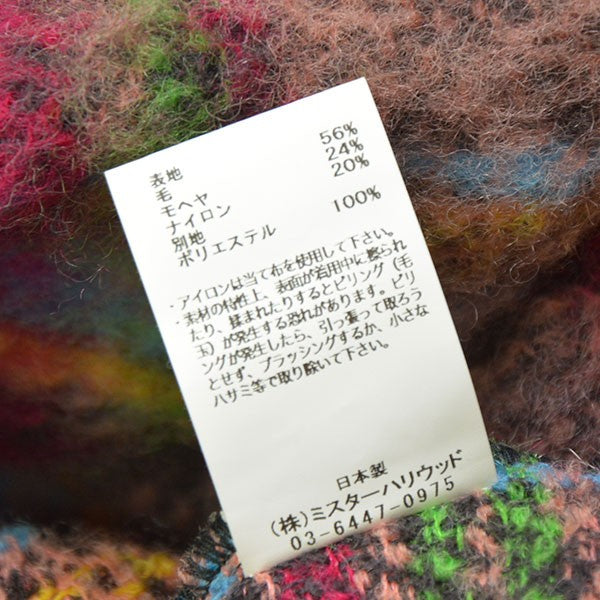 表地
毛 56%
モヘヤ 24%
ナイロン 20%
別地
ポリエステル 100%
・アイロンは当て布を使用して下さい。
・素材の特性上、表面が着用中に擦られ
たり、揉まれたりするとピリング（毛
玉）が発生する恐れがあります。ピリ
ングが発生したら、引っ張って取ろう
とせず、ブラッシングするか、小さな
ハサミ等で取り除いて下さい。
日本製
(株)ミスターハリウッド
03-6447-0975